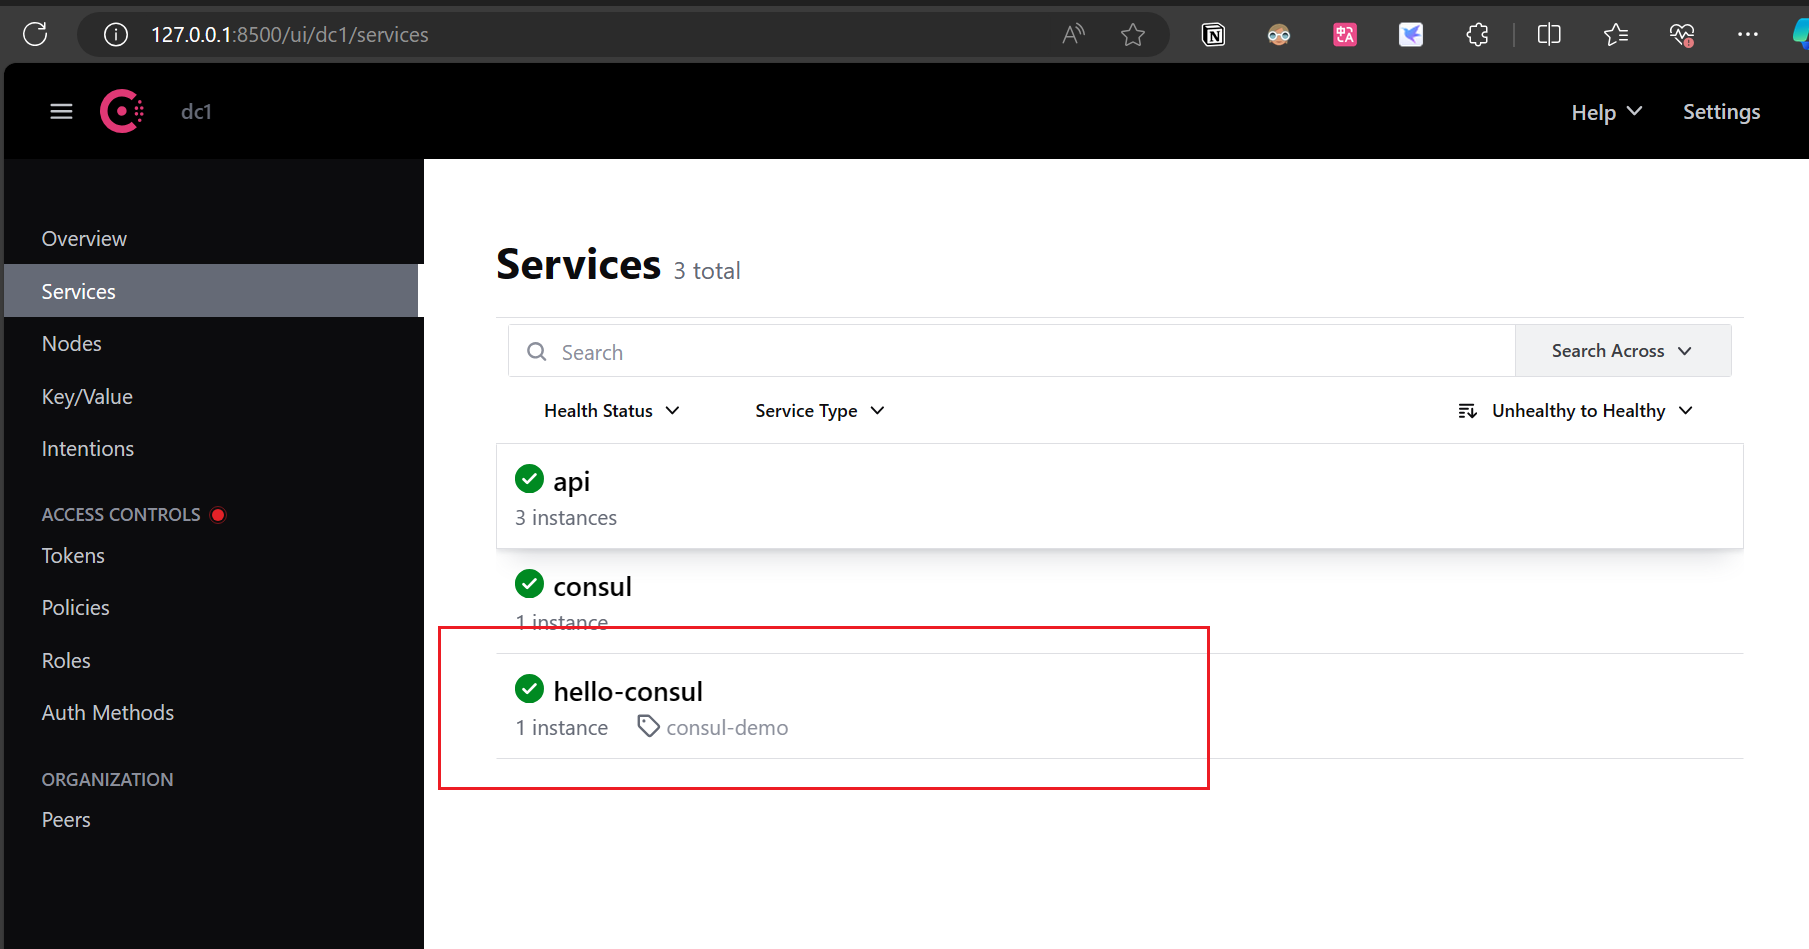 127.0.0.1:8500/ui/dc1/services
dc1
Help
Settings
Overview
Services
Nodes
Key/Value
Intentions
ACCESS CONTROLS
Tokens
Policies
Roles
Auth Methods
ORGANIZATION
Peers
Services 3 total
Search
Search Across
Health Status
Service Type
Unhealthy to Healthy
api
3 instances
consul
1 instance
hello-consul
1 instance consul-demo